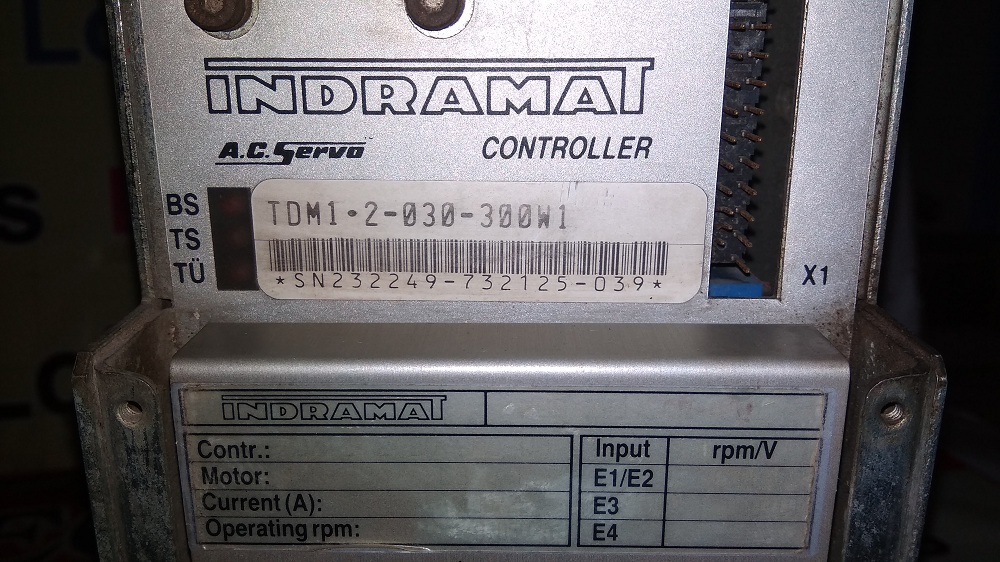 INDRAMAT
A.C. Servo CONTROLLER
BS
TS
TÜ
TDM1·2-030-300W1
*SN232249-732125-039*
X1
INDRAMAT
Contr.:
Motor:
Current (A):
Operating rpm:
Input rpm/V
E1/E2
E3
E4